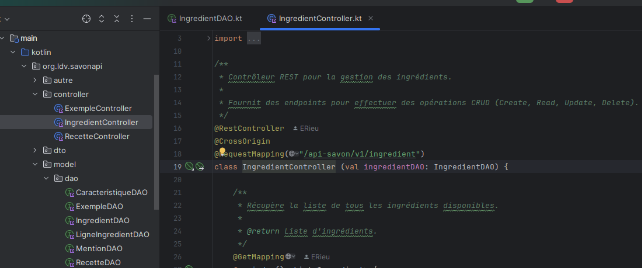 main
kotlin
org.ldv.savonapi
autre
controller
ExempleController
IngredientController
RecetteController
dto
model
dao
CaracteristiqueDAO
ExempleDAO
IngredientDAO
LigneIngredientDAO
MentionDAO
RecetteDAO
IngredientDAO.kt
IngredientController.kt
3 import ...
10
11 /**
12 * Contrôleur REST pour la gestion des ingrédients.
13 *
14 * Fournit des endpoints pour effectuer des opérations CRUD (Create, Read, Update, Delete).
15 */
16 @RestController ERieu
17 @CrossOrigin
18 @RequestMapping("/api-savon/v1/ingredient")
19 class IngredientController (val ingredientDAO: IngredientDAO) {
20
21 /**
22 * Récupère la liste de tous les ingrédients disponibles.
23 *
24 * @return Liste d'ingrédients.
25 */
26 @GetMapping ERieu